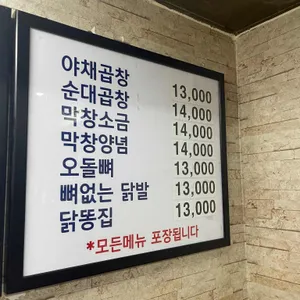 야채곱창 13,000
순대곱창 14,000
막창소금 14,000
막창양념 14,000
오돌뼈 13,000
뼈없는 닭발 13,000
닭똥집 13,000
*모든메뉴 포장됩니다